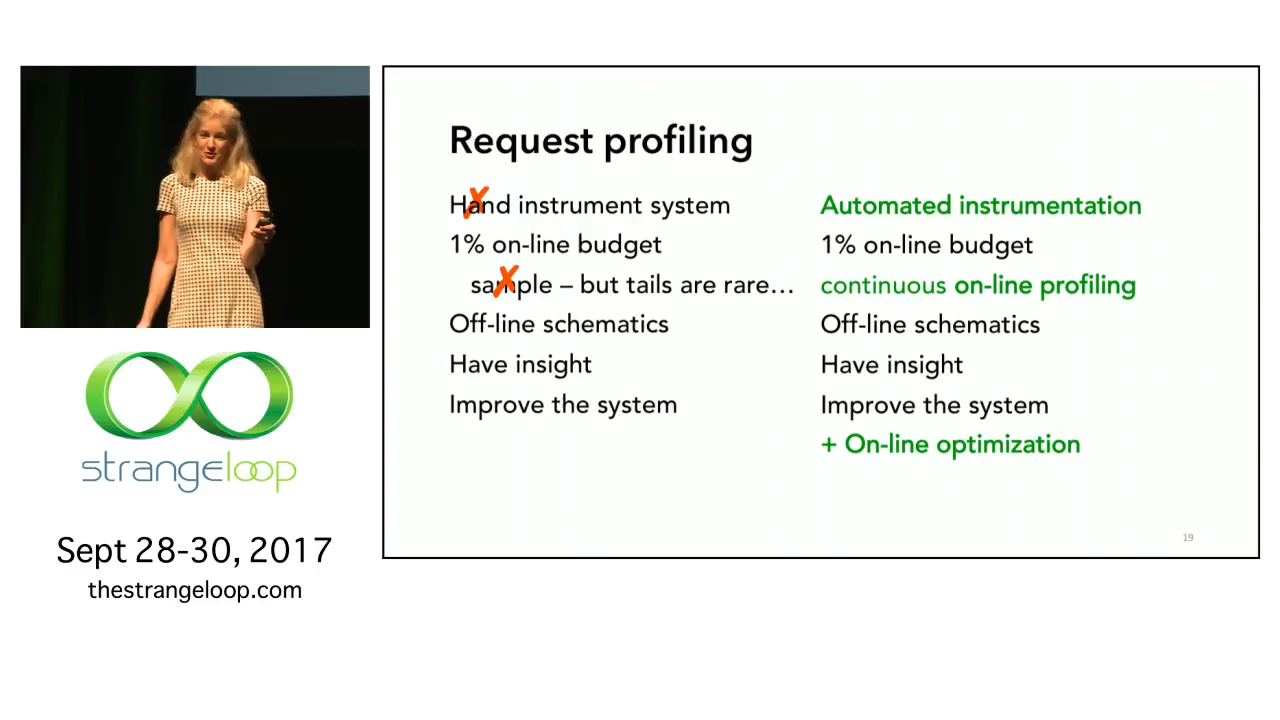 Request profiling
Hand instrument system
1% on-line budget
sample – but tails are rare...
Off-line schematics
Have insight
Improve the system
Automated instrumentation
1% on-line budget
continuous on-line profiling
Off-line schematics
Have insight
Improve the system
+ On-line optimization
19
strangeloop
Sept 28-30, 2017
thestrangeloop.com